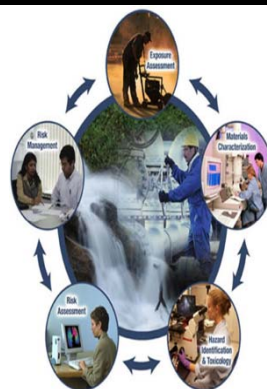 Exposure
Assessment
Risk
Management
Materials
Characterization
Risk
Assessment
Hazard
Identification
& Toxicology